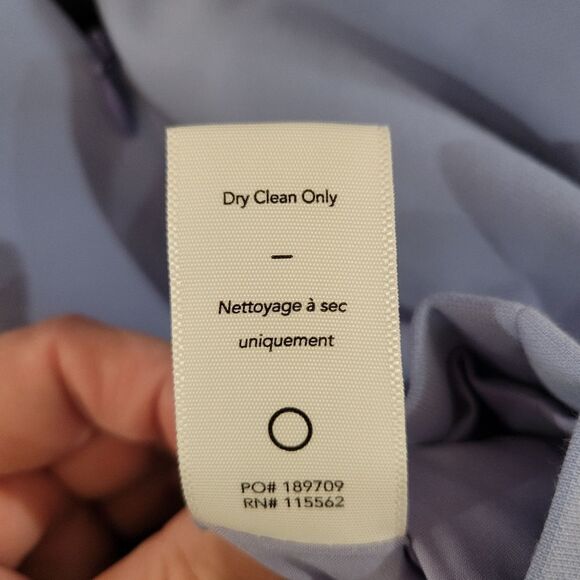 Dry Clean Only
–
Nettoyage à sec
uniquement
PO# 189709
RN# 115562